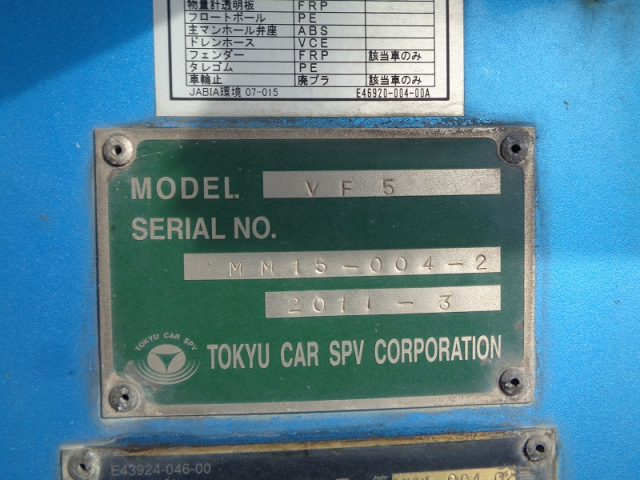 物量計透明板 FRP
フロートボール PE
主マンホール弁座 ABS
ドレンホース VCE
フェンダー FRP 該当車のみ
タレゴム PE
車輪止 廃プラ 該当車のみ
JABIA環境 07-015 E46920-004-00A
MODEL. VF5
SERIAL NO.
MM15-004-2
2011-3
TOKYU CAR SPV
TOKYU CAR SPV CORPORATION
E43924-046-00